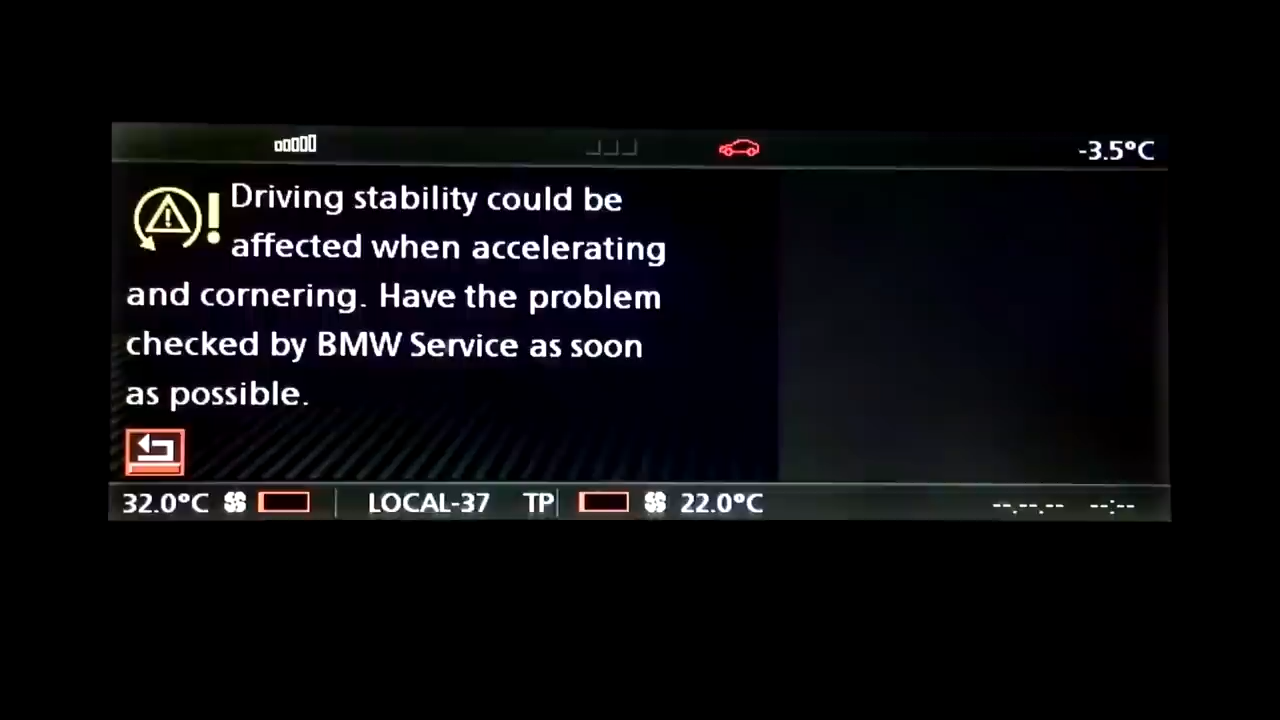 -3.5°C
Driving stability could be
affected when accelerating
and cornering. Have the problem
checked by BMW Service as soon
as possible.
32.0°C LOCAL-37 TP 22.0°C --.--.-- --:--